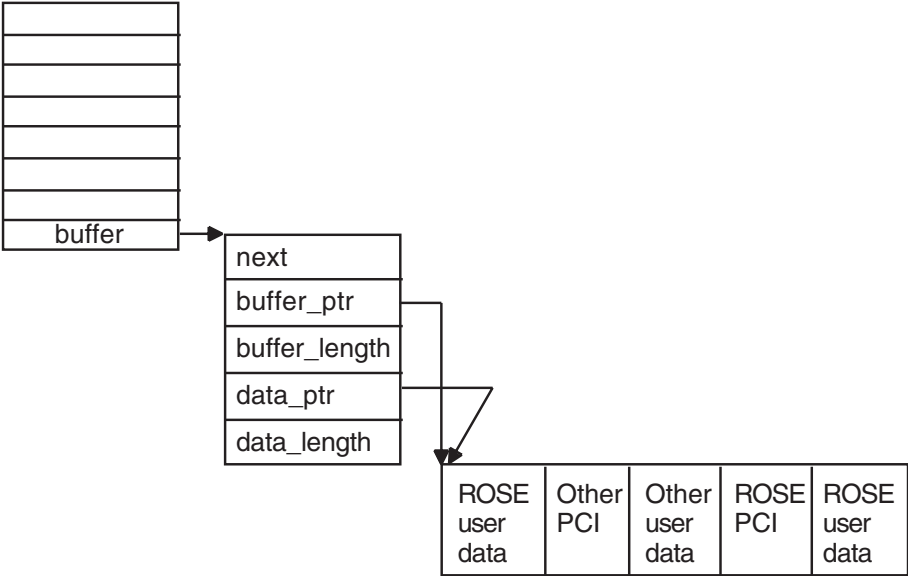 buffer
next
buffer_ptr
buffer_length
data_ptr
data_length
ROSE
user
data
Other
PCI
Other
user
data
ROSE
PCI
ROSE
user
data